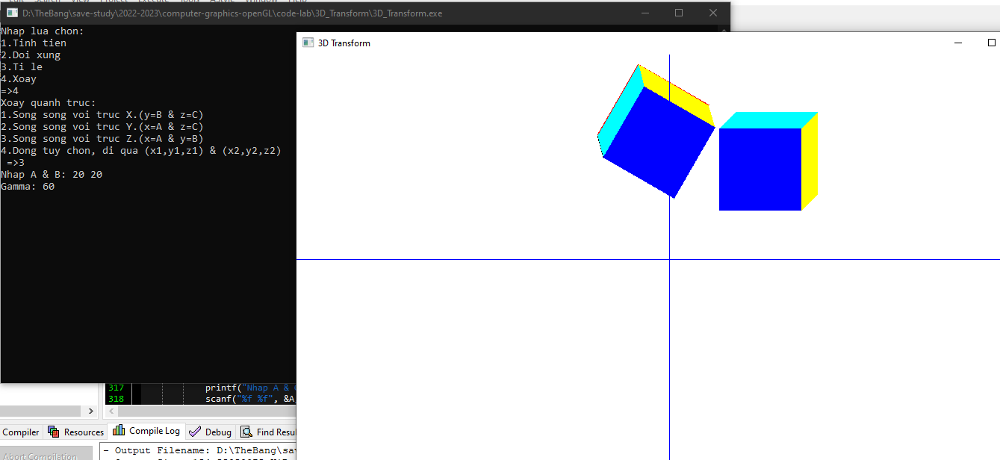 D:\TheBang\save-study\2022-2023\computer-graphics-openGL\code-lab\3D_Transform\3D_Transform.exe
Nhap lua chon:
1.Tinh tien
2.Doi xung
3.Ti le
4.Xoay
=>4
Xoay quanh truc:
1.Song song voi truc X.(y=B & z=C)
2.Song song voi truc Y.(x=A & z=C)
3.Song song voi truc Z.(x=A & y=B)
4.Dong tuy chon, di qua (x1,y1,z1) & (x2,y2,z2)
=>3
Nhap A & B: 20 20
Gamma: 60
3D Transform
317 printf("Nhap A &
318 scanf("%f %f", &A
Compiler Resources Compile Log Debug Find Resu
Abort Compilation
- Output Filename: D:\TheBang\sav